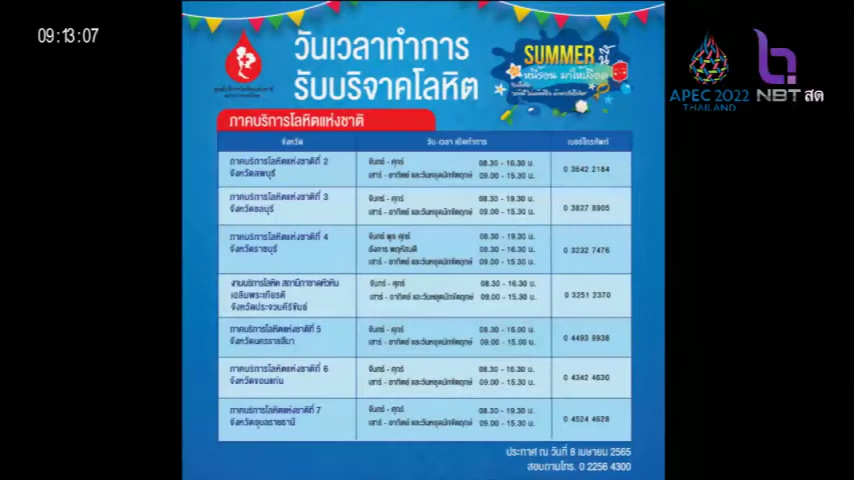 09:13:07
วันเวลาทำการ
รับบริจาคโลหิต
SUMMER นี้
หนีร้อน มาให้เลือด
APEC 2022
THAILAND
NBT สด
ภาคบริการโลหิตแห่งชาติ
จังหวัด วัน-เวลา เปิดทำการ เบอร์โทรศัพท์
ภาคบริการโลหิตแห่งชาติที่ 2 จันทร์ - ศุกร์ 08.30 - 16.30 น. 0 3642 2184
จังหวัดลพบุรี เสาร์ - อาทิตย์ และวันหยุดนักขัตฤกษ์ 09.00 - 15.30 น.
ภาคบริการโลหิตแห่งชาติที่ 3 จันทร์ - ศุกร์ 08.30 - 19.30 น. 0 3827 8905
จังหวัดชลบุรี เสาร์ - อาทิตย์ และวันหยุดนักขัตฤกษ์ 09.00 - 15.30 น.
ภาคบริการโลหิตแห่งชาติที่ 4 จันทร์ พุธ ศุกร์ 08.30 - 19.30 น. 0 3232 7476
จังหวัดราชบุรี อังคาร พฤหัสบดี 08.30 - 16.30 น.
เสาร์ - อาทิตย์ และวันหยุดนักขัตฤกษ์ 09.00 - 15.30 น.
งานบริการโลหิต สถานีกาชาดหัวหิน จันทร์ - ศุกร์ 08.30 - 16.30 น. 0 3251 2370
เฉลิมพระเกียรติ เสาร์ - อาทิตย์ และวันหยุดนักขัตฤกษ์ 09.00 - 15.30 น.
จังหวัดประจวบคีรีขันธ์
ภาคบริการโลหิตแห่งชาติที่ 5 จันทร์ - ศุกร์ 08.30 - 16.00 น. 0 4493 8938
จังหวัดนครราชสีมา เสาร์ - อาทิตย์ และวันหยุดนักขัตฤกษ์ 09.00 - 15.00 น.
ภาคบริการโลหิตแห่งชาติที่ 6 จันทร์ - ศุกร์ 08.30 - 16.30 น. 0 4342 4630
จังหวัดขอนแก่น เสาร์ - อาทิตย์ และวันหยุดนักขัตฤกษ์ 09.00 - 15.30 น.
ภาคบริการโลหิตแห่งชาติที่ 7 จันทร์ - ศุกร์ 08.30 - 19.30 น. 0 4524 4628
จังหวัดอุบลราชธานี เสาร์ - อาทิตย์ และวันหยุดนักขัตฤกษ์ 09.00 - 15.30 น.
ประกาศ ณ วันที่ 8 เมษายน 2565
สอบถามโทร. 0 2256 4300